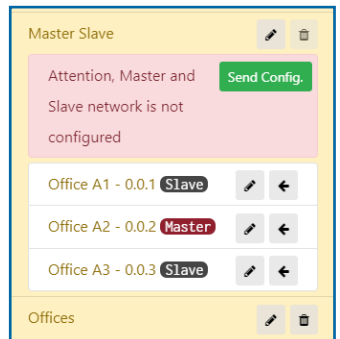 Master Slave
Attention, Master and
Slave network is not
configured
Send Config.
Office A1 - 0.0.1 Slave
Office A2 - 0.0.2 Master
Office A3 - 0.0.3 Slave
Offices